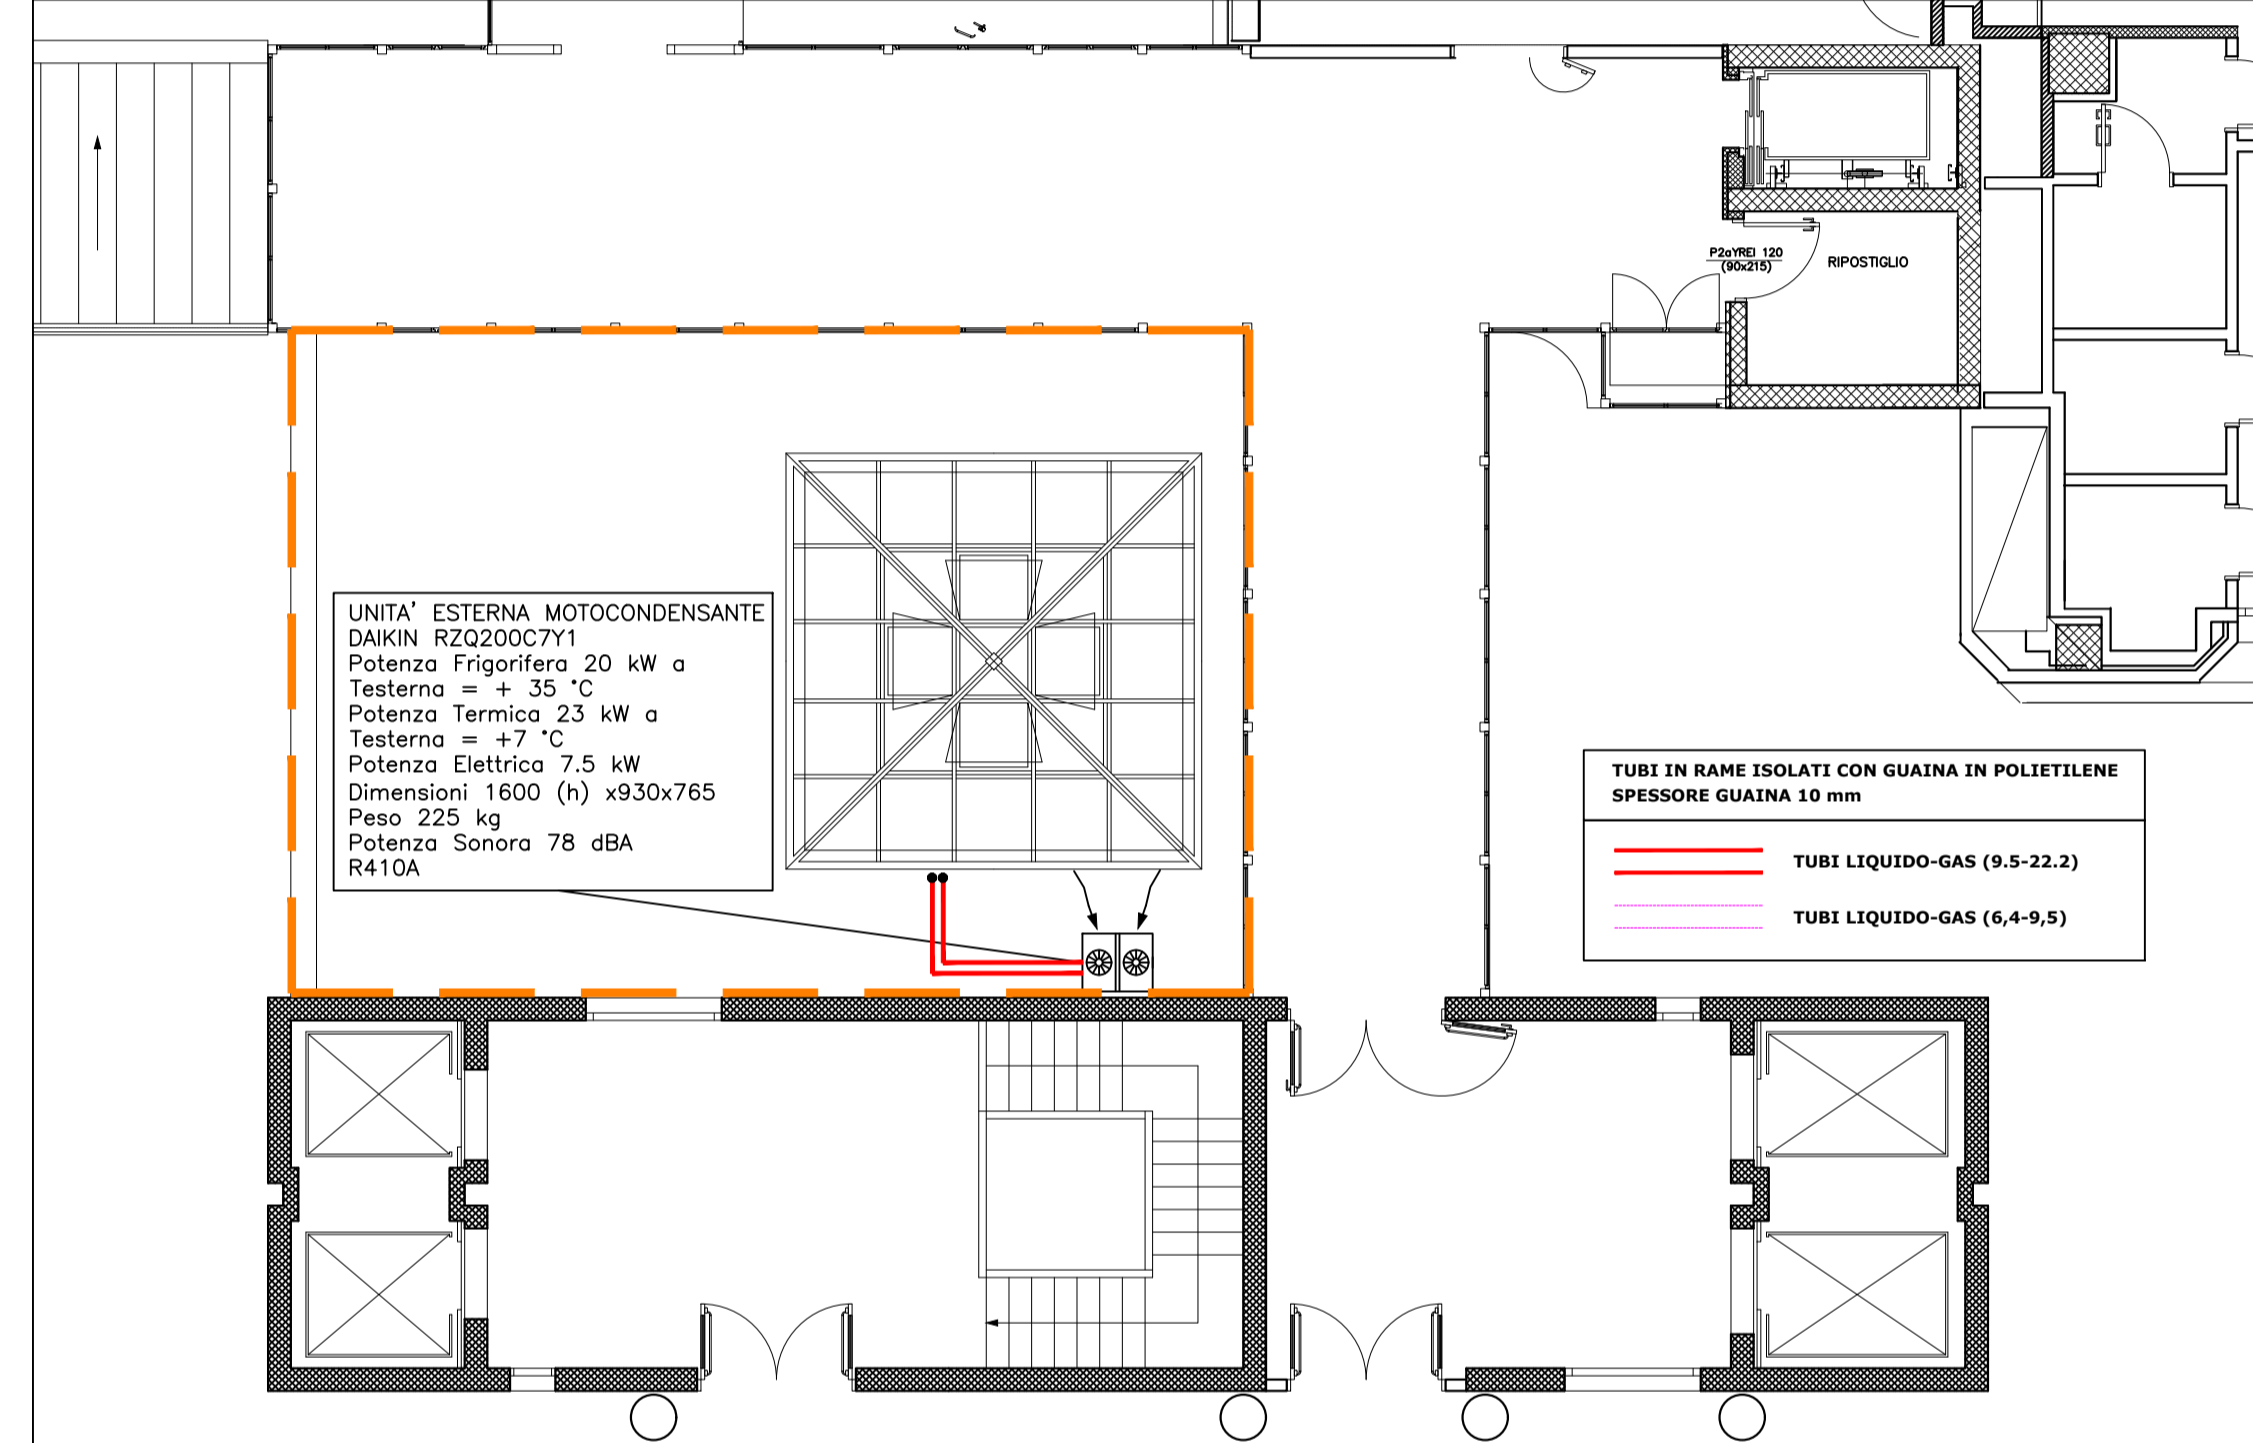 P2aYREI 120
(90x215)
RIPOSTIGLIO
UNITA' ESTERNA MOTOCONDENSANTE
DAIKIN RZQ200C7Y1
Potenza Frigorifera 20 kW a
Testerna = + 35 °C
Potenza Termica 23 kW a
Testerna = +7 °C
Potenza Elettrica 7.5 kW
Dimensioni 1600 (h) x930x765
Peso 225 kg
Potenza Sonora 78 dBA
R410A
TUBI IN RAME ISOLATI CON GUAINA IN POLIETILENE
SPESSORE GUAINA 10 mm
TUBI LIQUIDO-GAS (9.5-22.2)
TUBI LIQUIDO-GAS (6,4-9,5)